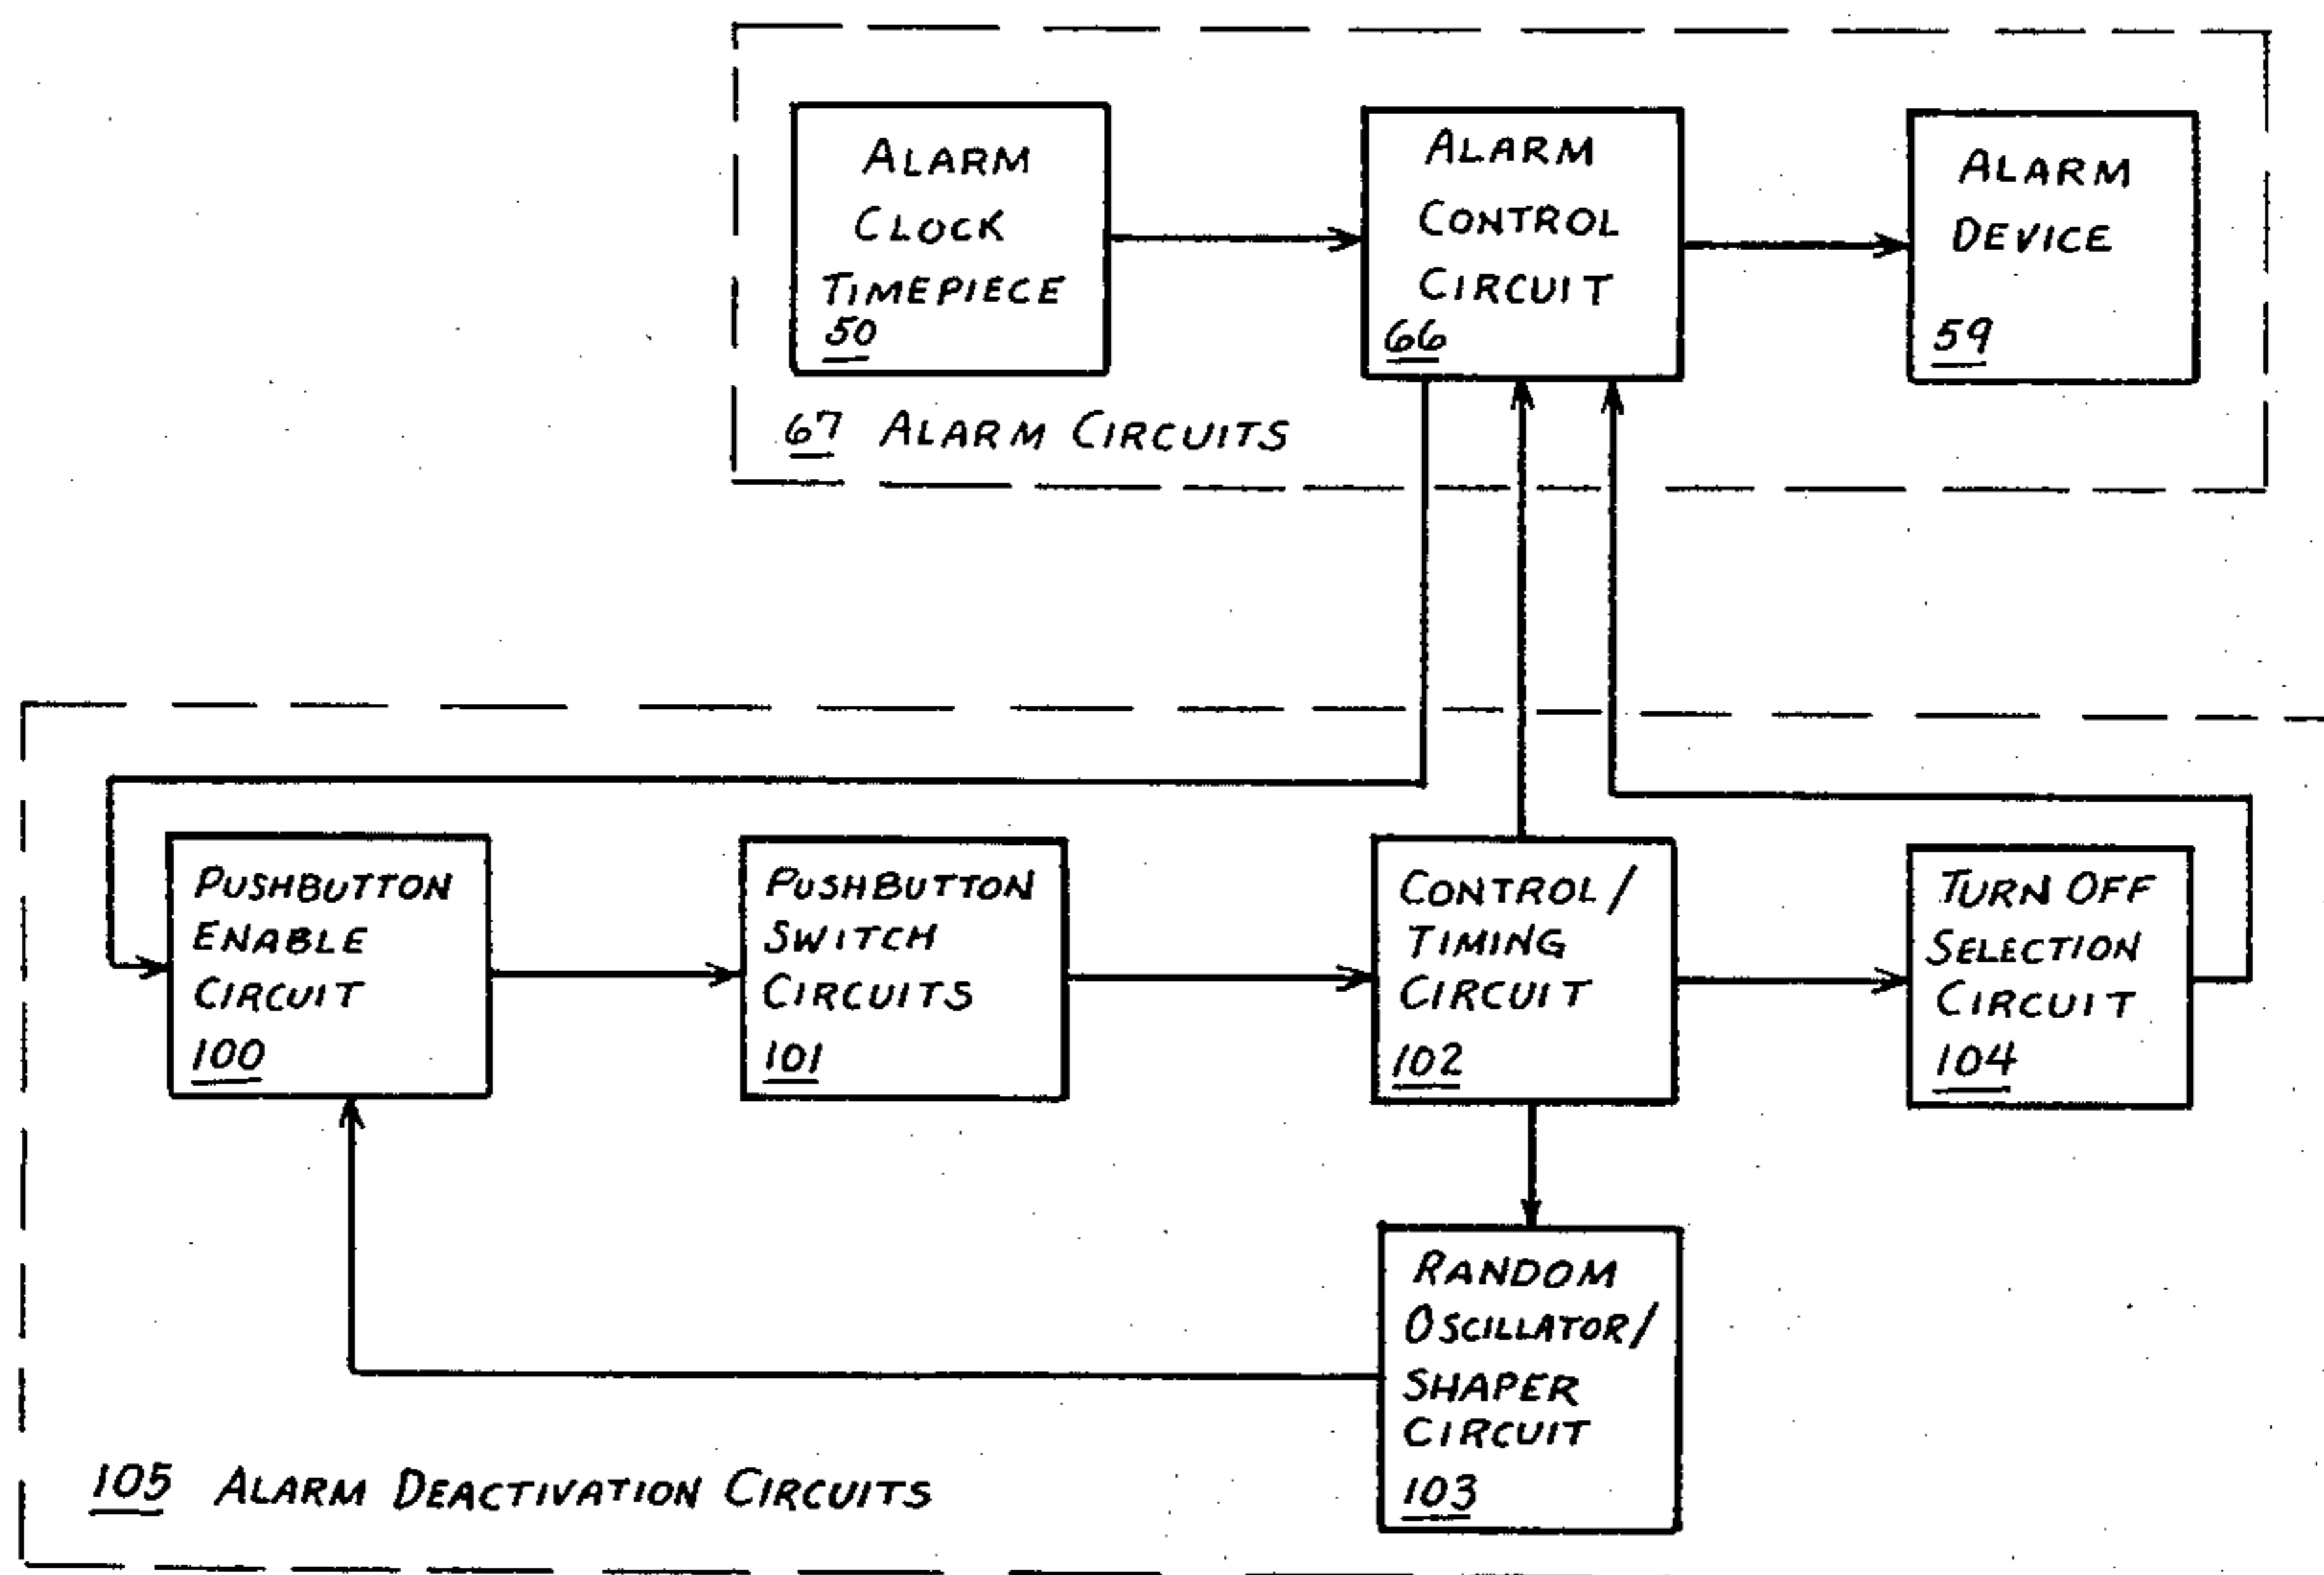 ALARM
CLOCK
TIMEPIECE
50
ALARM
CONTROL
CIRCUIT
66
ALARM
DEVICE
59
67 ALARM CIRCUITS
PUSHBUTTON
ENABLE
CIRCUIT
100
PUSHBUTTON
SWITCH
CIRCUITS
101
CONTROL/
TIMING
CIRCUIT
102
TURN OFF
SELECTION
CIRCUIT
104
RANDOM
OSCILLATOR/
SHAPER
CIRCUIT
103
105 ALARM DEACTIVATION CIRCUITS